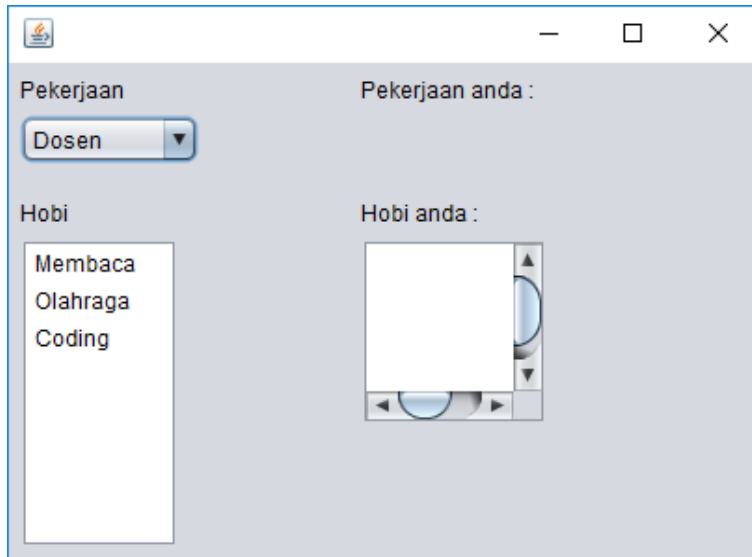 Pekerjaan
Dosen
Hobi
Membaca
Olahraga
Coding
Pekerjaan anda :
Hobi anda :